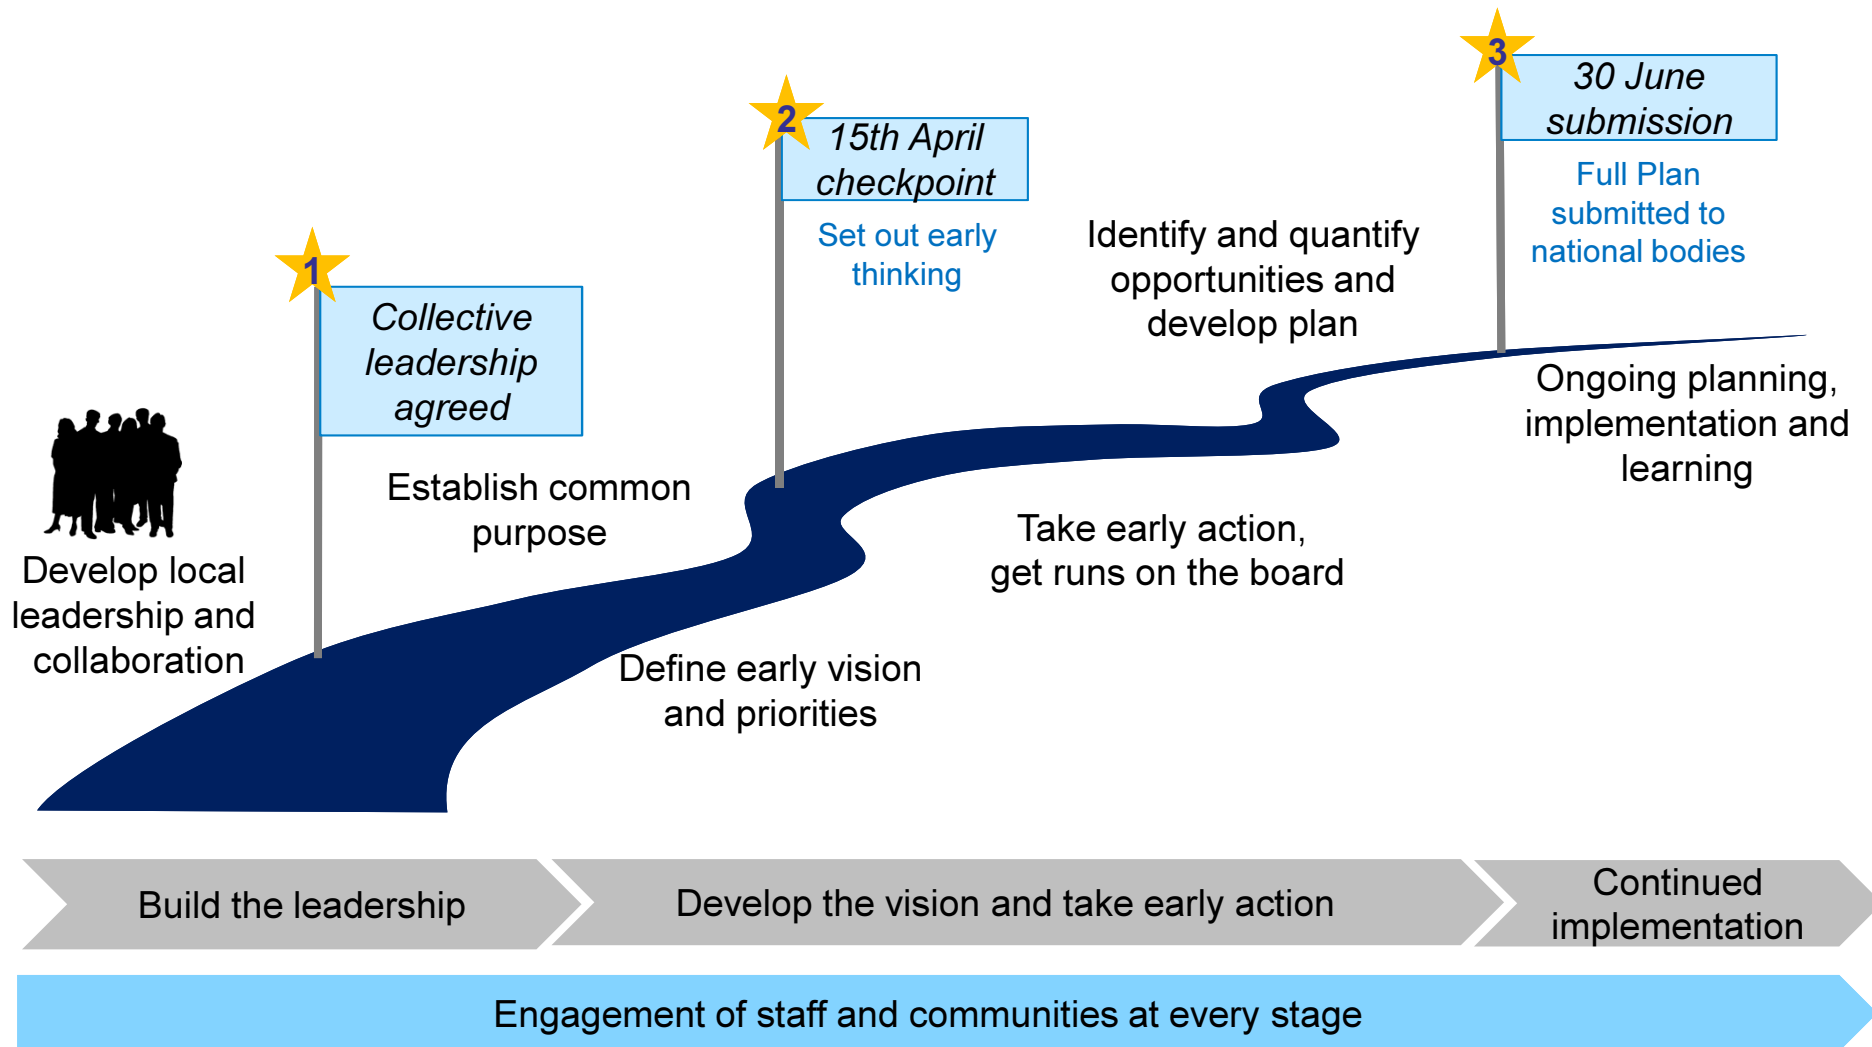 1
Collective
leadership
agreed
2
15th April
checkpoint
Set out early
thinking
3
30 June
submission
Full Plan
submitted to
national bodies
Develop local
leadership and
collaboration
Establish common
purpose
Define early vision
and priorities
Identify and quantify
opportunities and
develop plan
Take early action,
get runs on the board
Ongoing planning,
implementation and
learning
Build the leadership
Develop the vision and take early action
Continued
implementation
Engagement of staff and communities at every stage